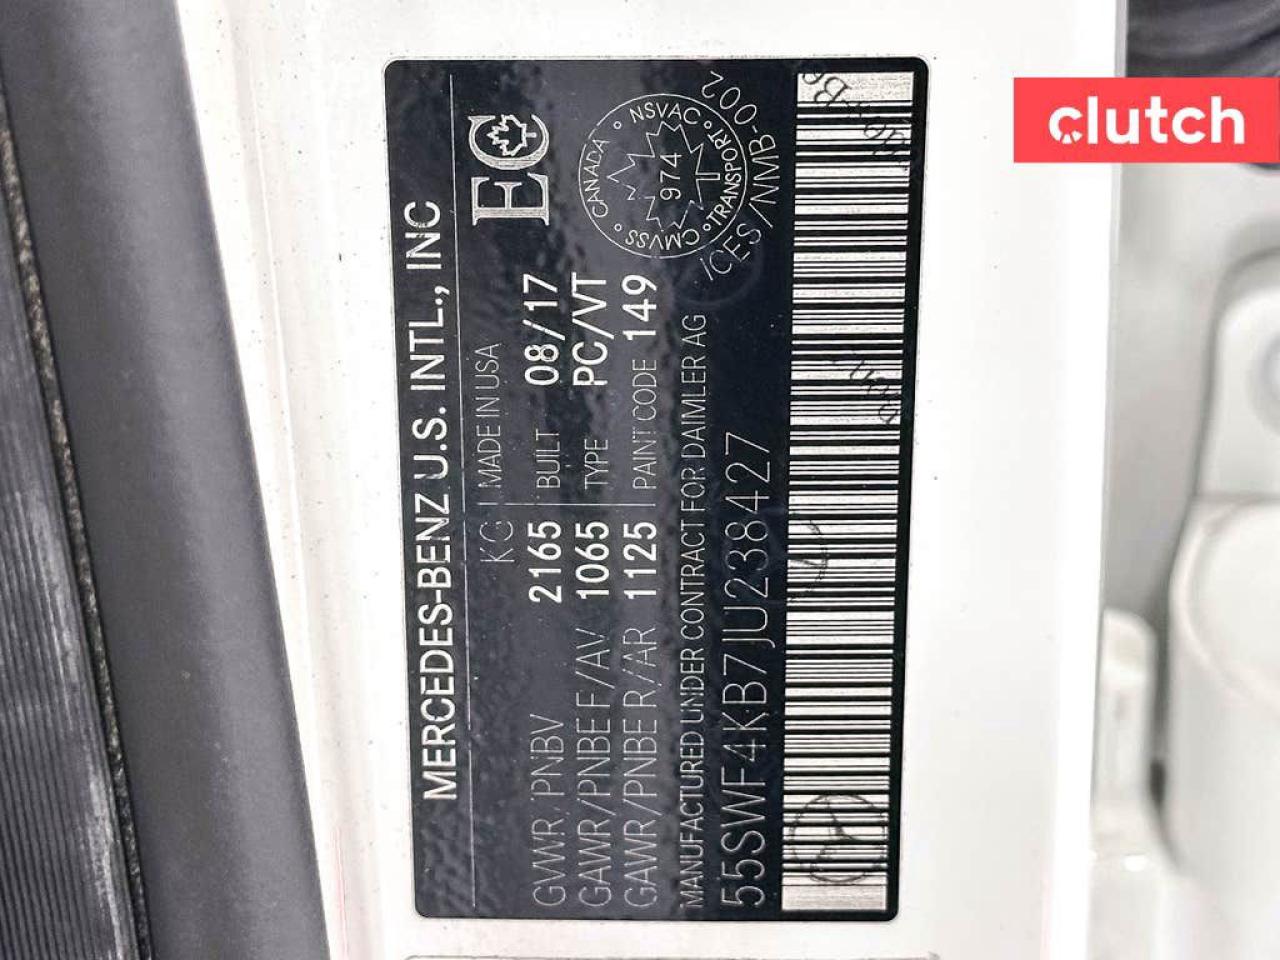 MERCEDES-BENZ U.S. INTL., INC
KG MADE IN USA
GVWR/PNBV 2165 BUILT 08/17
GAWR/PNBE F/AV 1065 TYPE PC/VT
GAWR/PNBE R/AR 1125 PAINT CODE 149
MANUFACTURED UNDER CONTRACT FOR DAIMLER AG
55SWF4KB7JU238427
EC
CANADA NSVAC
974
CMVSS TRANSPORT
ICES/NMB-002
clutch